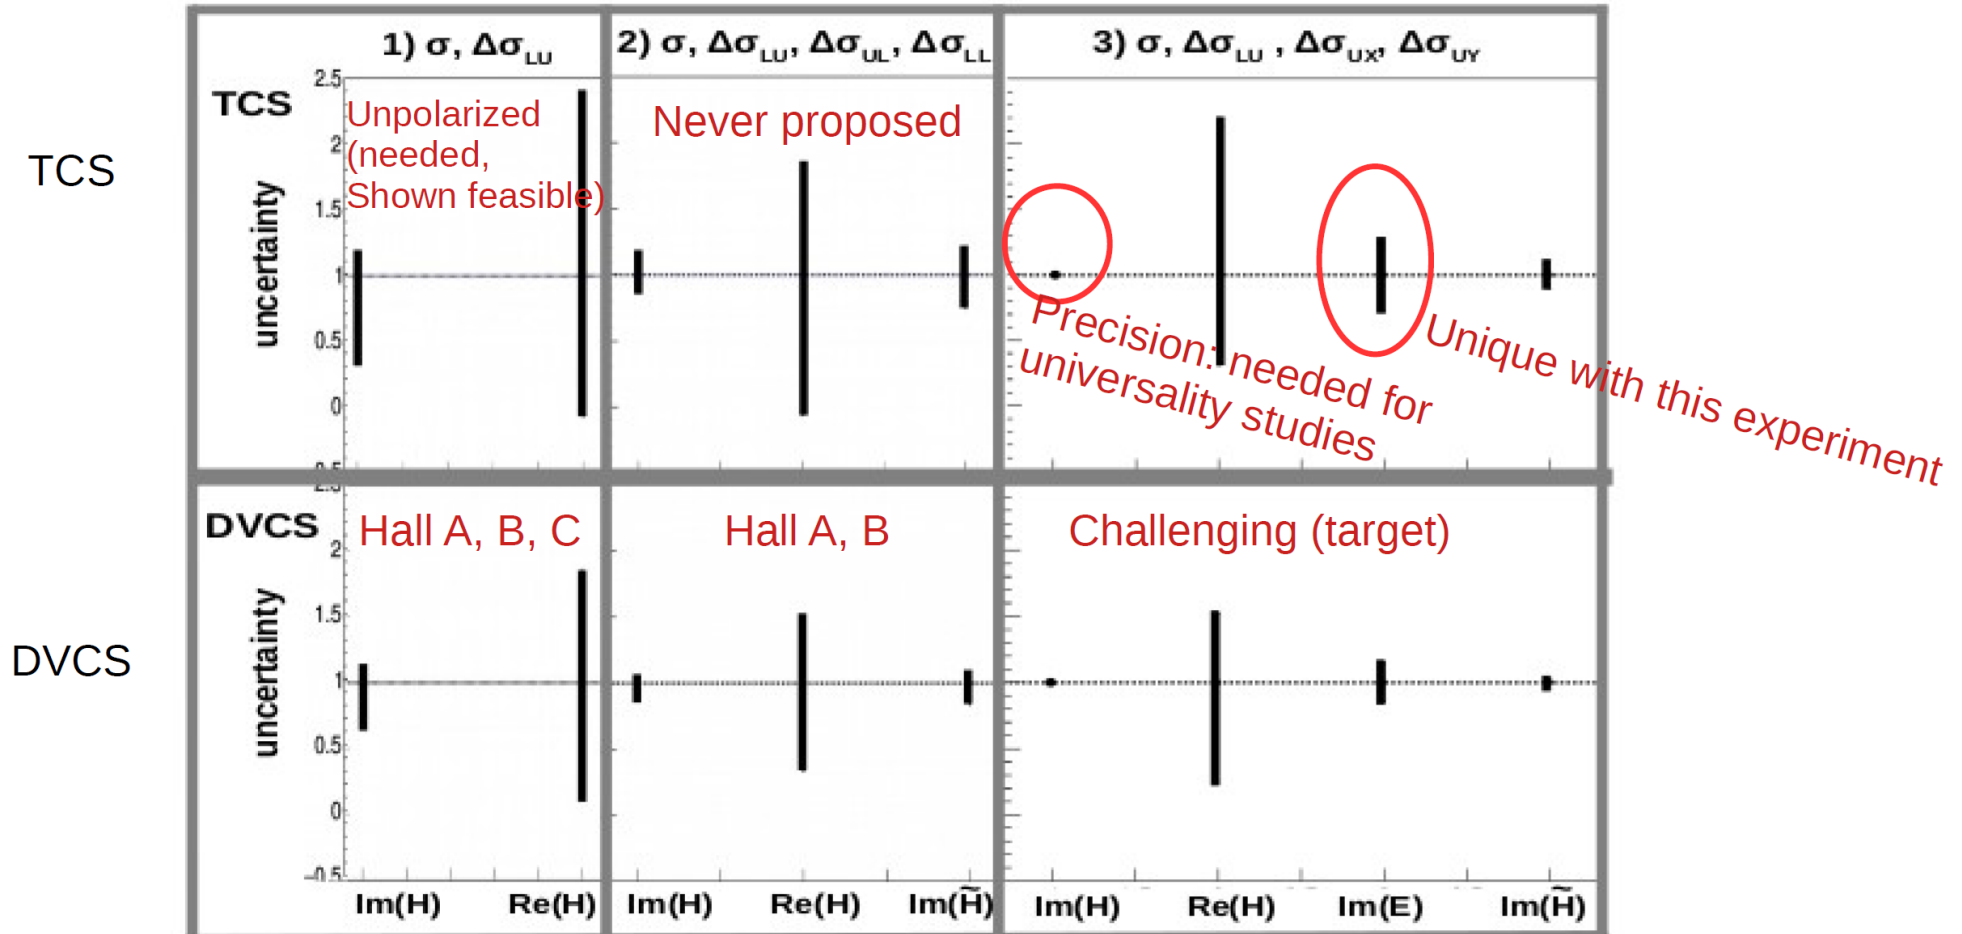 1) σ, Δσ_LU
2) σ, Δσ_LU, Δσ_UL, Δσ_LL
3) σ, Δσ_LU , Δσ_UX, Δσ_UY
TCS
TCS
uncertainty
2.5
2
1.5
1
0.5
0
Unpolarized
(needed,
Shown feasible)
Never proposed
Precision: needed for
universality studies
Unique with this experiment
DVCS
DVCS
uncertainty
2
1.5
1
0.5
0
-0.5
Hall A, B, C
Hall A, B
Challenging (target)
Im(H) Re(H)
Im(H) Re(H) Im(H̃)
Im(H) Re(H) Im(E) Im(H̃)